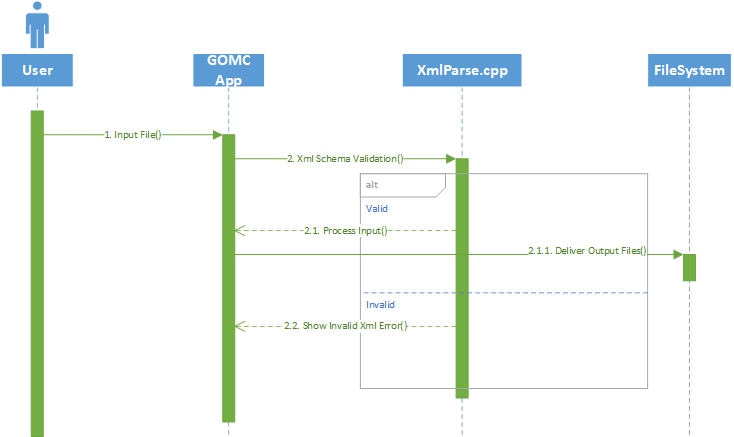 User
GOMC
App
XmlParse.cpp
FileSystem
1. Input File()
2. Xml Schema Validation()
alt
Valid
2.1. Process Input()
2.1.1. Deliver Output Files()
Invalid
2.2. Show Invalid Xml Error()